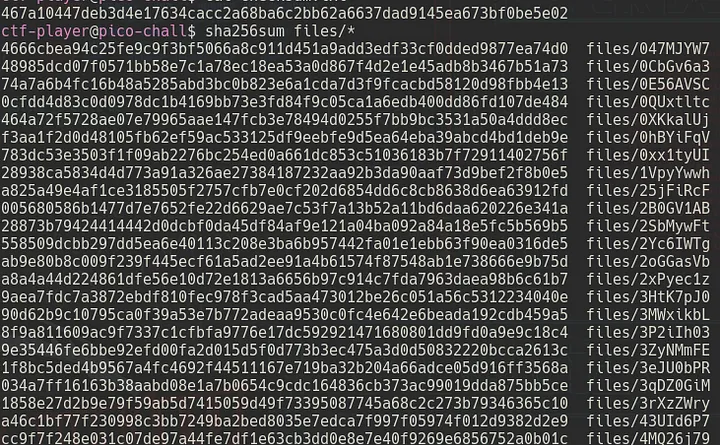 467a10447deb3d4e17634cacc2a68ba6c2bb62a6637dad9145ea673bf0be5e02
ctf-player@pico-chall$ sha256sum files/*
4666cbea94c25fe9c9f3bf5066a8c911d451a9add3edf33cf0dded9877ea74d0 files/047MJYW7
48985dcd07f0571bb58e7c1a78ec18ea53a0d867f4d2e1e45adb8b3467b51a73 files/0CbGv6a3
74a7a6b4fc16b48a5285abd3bc0b823e6a1cda7d3f9fcacbd58120d98fbb4e13 files/0E56AVSC
0cfdd4d83c0d0978dc1b4169bb73e3fd84f9c05ca1a6edb400dd86fd107de484 files/0QUxtltc
464a72f5728ae07e79965aae147fcb3e78494d0255f7bb9bc3531a50a4ddd8ec files/0XKkalUj
f3aa1f2d0d48105fb62ef59ac533125df9eebfe9d5ea64eba39abcd4bd1deb9e files/0hBYiFqV
783dc53e3503f1f09ab2276bc254ed0a661dc853c51036183b7f72911402756f files/0xx1tyUI
28938ca5834d4d773a91a326ae27384187232aa92b3da90aaf73d9bef2f8b0e5 files/1VpyYwwh
a825a49e4af1ce3185505f2757cfb7e0cf202d6854dd6c8cb8638d6ea63912fd files/25jFiRcF
005680586b1477d7e7652fe22d6629ae7c53f7a13b52a11bd6daa620226e341a files/2B0GV1AB
28873b79424414442d0dcbf0da45df84af9e121a04ba092a84a18e5fc5b569b5 files/2SbMywFt
558509dcbb297dd5ea6e40113c208e3ba6b957442fa01e1ebb63f90ea0316de5 files/2Yc6IWTg
ab9e80b8c009f239f445ecf61a5ad2ee91a4b61574f87548ab1e738666e9b75d files/2oGGasVb
a8a4a44d224861dfe56e10d72e1813a6656b97c914c7fda7963daea98b6c61b7 files/2xPyec1z
9aea7fdc7a3872ebdf810fec978f3cad5aa473012be26c051a56c5312234040e files/3HtK7pJ0
90d62b9c10795ca0f39a53e7b772adeaa9530c0fc4e642e6beada192cdb459a5 files/3MWxikbL
8f9a811609ac9f7337c1cfbfa9776e17dc592921471680801dd9fd0a9e9c18c4 files/3P2iIh03
9e35446fe6bbe92efd00fa2d015d5f0d773b3ec475a3d0d50832220bcca2613c files/3ZyNMmFE
1f8bc5ded4b9567a4fc4692f44511167e719ba32b204a66adce05d916ff3568a files/3eJU0bPR
034a7ff16163b38aabd08e1a7b0654c9cdc164836cb373ac99019dda875bb5ce files/3qDZ0GiM
1858e27d2b9e79f59ab5d7415059d49f73395087745a68c2c273b79346365c10 files/3rXzZWry
a46c1bf77f230998c3bb7249ba2bed8035e7edca7f997f05974f012d9382d2e9 files/43UId6P7
cc9f7f248e031c07de97a44fe7df1e63cb3dd0e8e7e40f9269e6856752a0b01c files/4HQ26j7Q